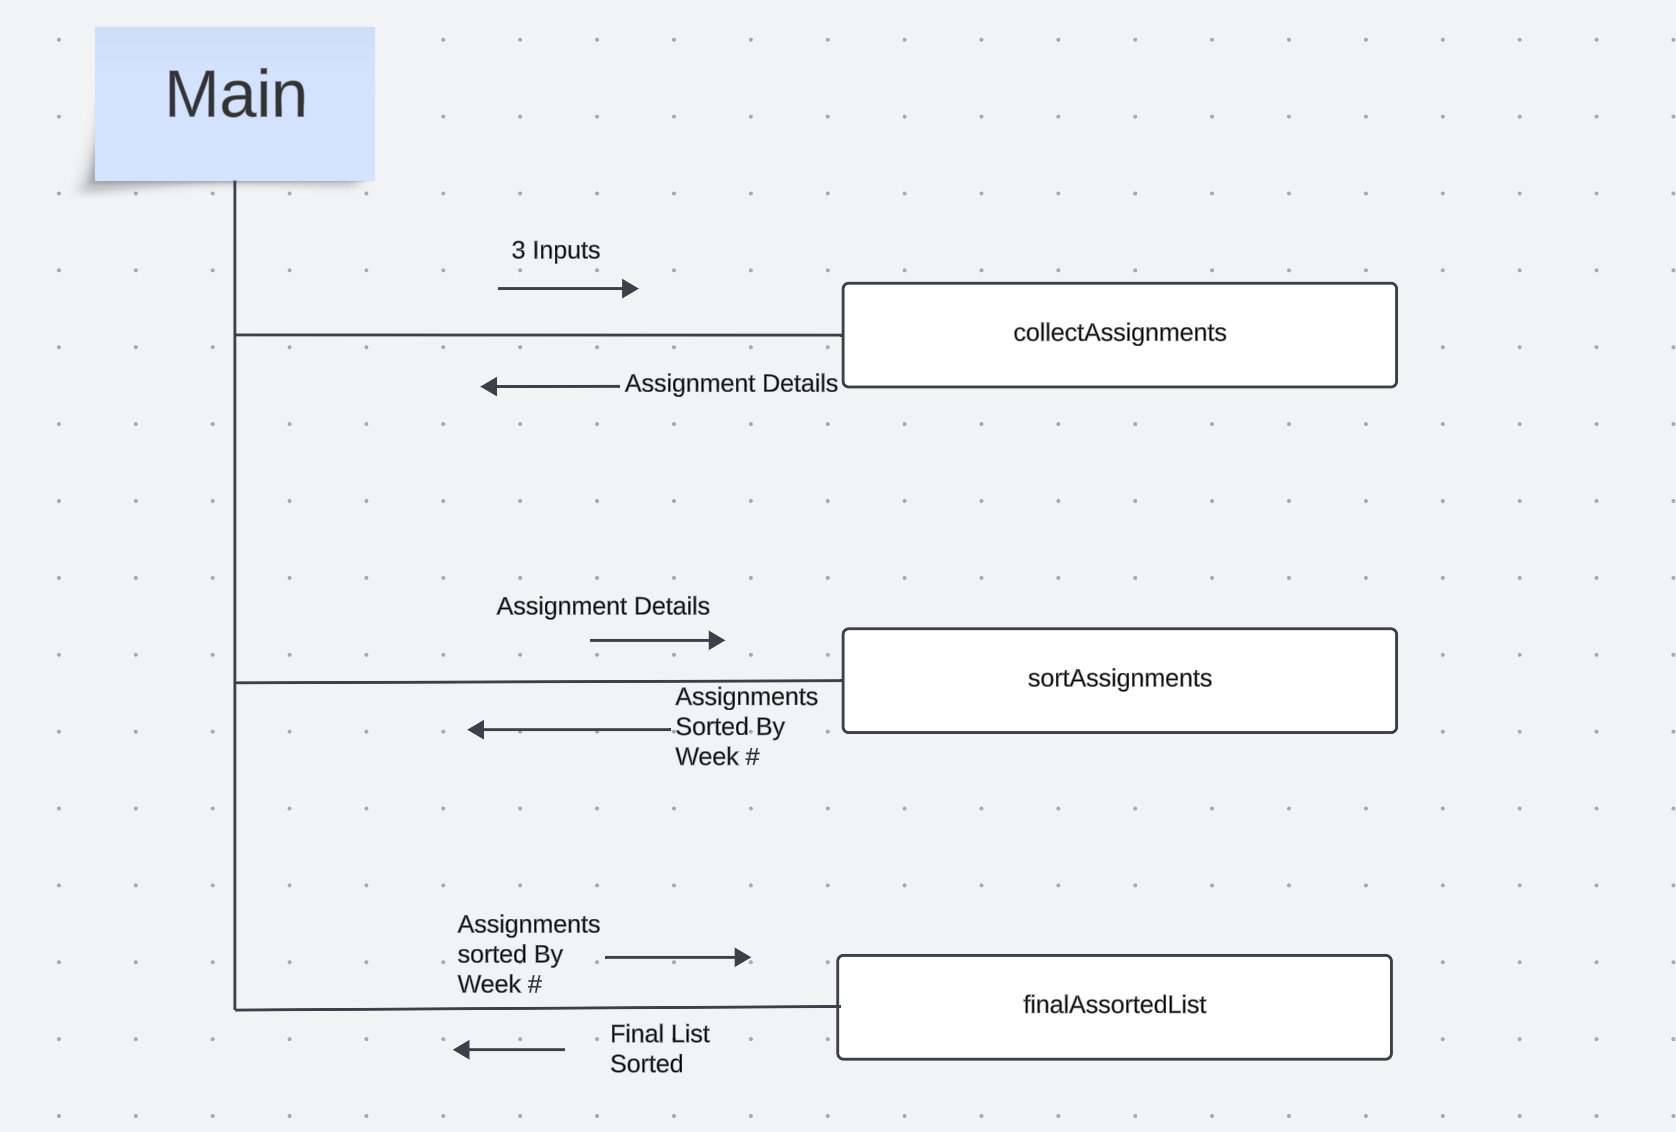 Main
3 Inputs
collectAssignments
Assignment Details
Assignment Details
sortAssignments
Assignments
Sorted By
Week #
Assignments
sorted By
Week #
finalAssortedList
Final List
Sorted